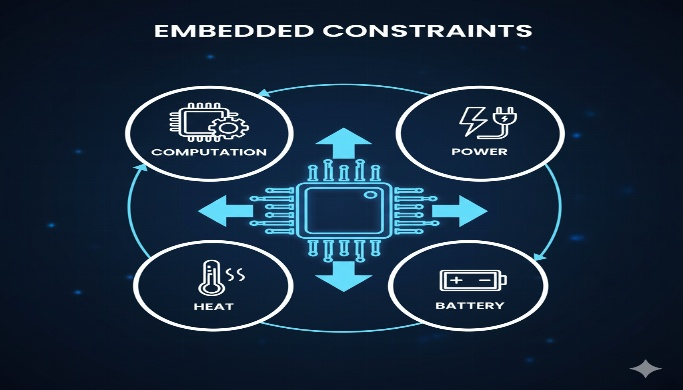 EMBEDDED CONSTRAINTS
COMPUTATION
POWER
HEAT
BATTERY